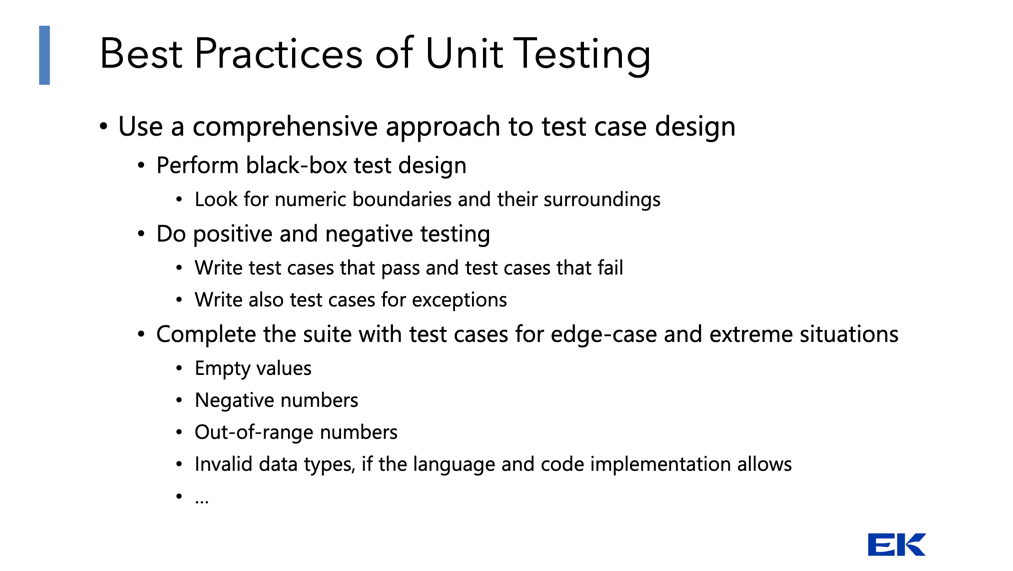 Best Practices of Unit Testing
• Use a comprehensive approach to test case design
• Perform black-box test design
• Look for numeric boundaries and their surroundings
• Do positive and negative testing
• Write test cases that pass and test cases that fail
• Write also test cases for exceptions
• Complete the suite with test cases for edge-case and extreme situations
• Empty values
• Negative numbers
• Out-of-range numbers
• Invalid data types, if the language and code implementation allows
• ...
EK